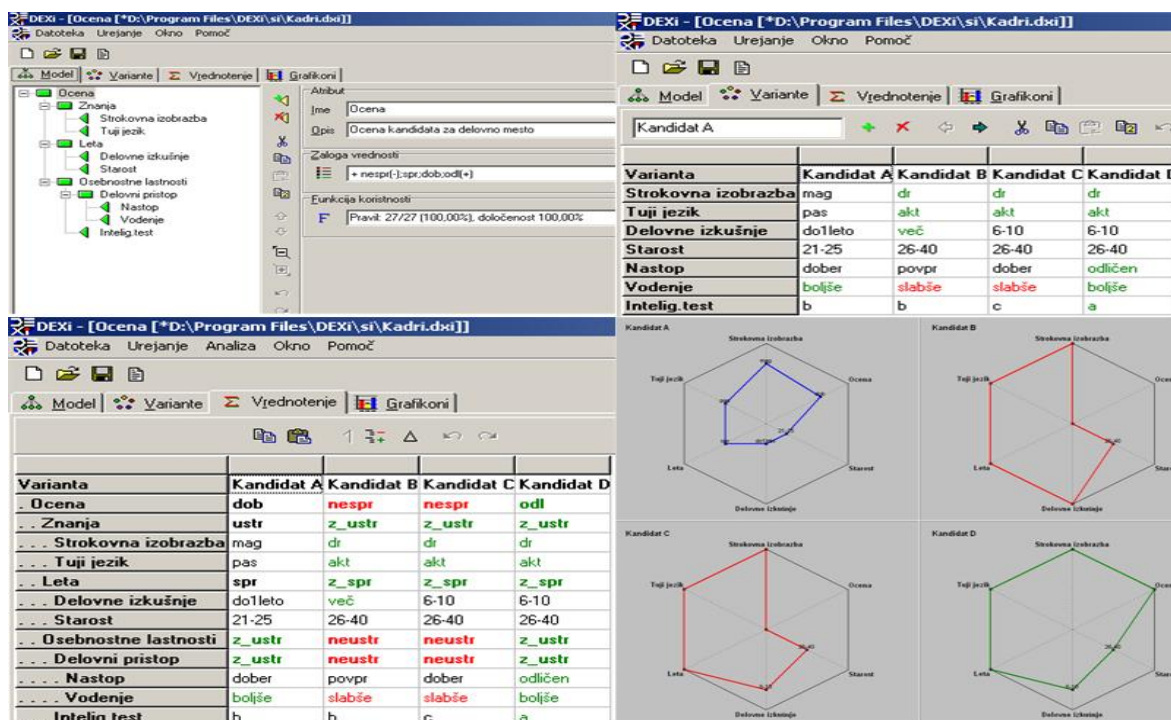 DEXi - [Ocena [*D:\Program Files\DEXi\si\Kadri.dxi]]
Datoteka Urejanje Okno Pomoč
Model Variante Vrednotenje Grafikoni
Ocena
Znanja
Strokovna izobrazba
Tuji jezik
Leta
Delovne izkušnje
Starost
Osebnostne lastnosti
Delovni pristop
Nastop
Vodenje
Intelig.test
Atribut
Ime Ocena
Opis Ocena kandidata za delovno mesto
Zaloga vrednosti
+ nespr(-);spr;dob;odl(+)
Funkcija koristnosti
F Pravil: 27/27 (100,00%), določenost 100,00%
DEXi - [Ocena [*D:\Program Files\DEXi\si\Kadri.dxi]]
Datoteka Urejanje Okno Pomoč
Model Variante Vrednotenje Grafikoni
Kandidat A
Varianta Kandidat A Kandidat B Kandidat C Kandidat
Strokovna izobrazba mag dr dr dr
Tuji jezik pas akt akt akt
Delovne izkušnje do1leto več 6-10 6-10
Starost 21-25 26-40 26-40 26-40
Nastop dober povpr dober odličen
Vodenje boljše slabše slabše boljše
Intelig.test b b c a
DEXi - [Ocena [*D:\Program Files\DEXi\si\Kadri.dxi]]
Datoteka Urejanje Analiza Okno Pomoč
Model Variante Vrednotenje Grafikoni
Varianta Kandidat A Kandidat B Kandidat C Kandidat D
. Ocena dob nespr nespr odl
. . Znanja ustr z_ustr z_ustr z_ustr
. . . Strokovna izobrazba mag dr dr dr
. . . Tuji jezik pas akt akt akt
. . Leta spr z_spr z_spr z_spr
. . . Delovne izkušnje do1leto več 6-10 6-10
. . . Starost 21-25 26-40 26-40 26-40
. . Osebnostne lastnosti z_ustr neustr neustr z_ustr
. . . Delovni pristop z_ustr neustr neustr z_ustr
. . . . Nastop dober povpr dober odličen
. . . . Vodenje boljše slabše slabše boljše
. . . Intelig.test b b c a
Kandidat A
Strokovna izobrazba
Tuji jezik
Ocena
21-25
Leta
Starost
Delovne izkušnje
Kandidat B
Strokovna izobrazba
Tuji jezik
26-40
Leta
Starost
Delovne izkušnje
Kandidat C
Strokovna izobrazba
Tuji jezik
Ocena
26-40
Leta
Starost
Delovne izkušnje
Kandidat D
Strokovna izobrazba
Tuji jezik
26-40
Leta
Delovne izkušnje